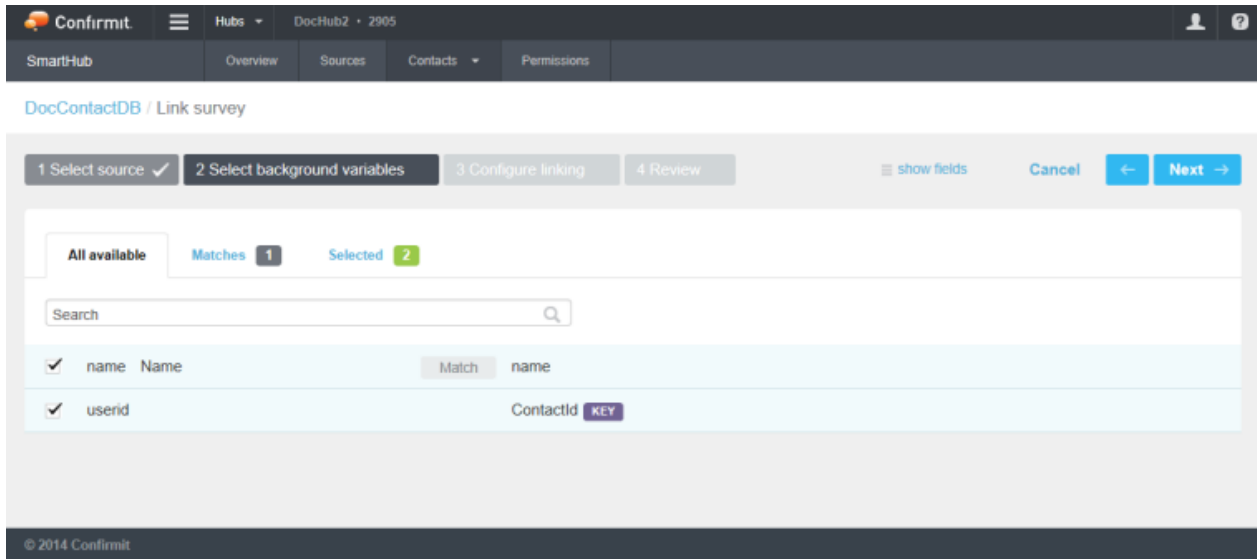 Confirmit. Hubs DocHub2 • 2905
SmartHub Overview Sources Contacts Permissions
DocContactDB / Link survey
1 Select source 2 Select background variables 3 Configure linking 4 Review show fields Cancel ← Next →
All available Matches 1 Selected 2
Search
name Name Match name
userid ContactId KEY
© 2014 Confirmit